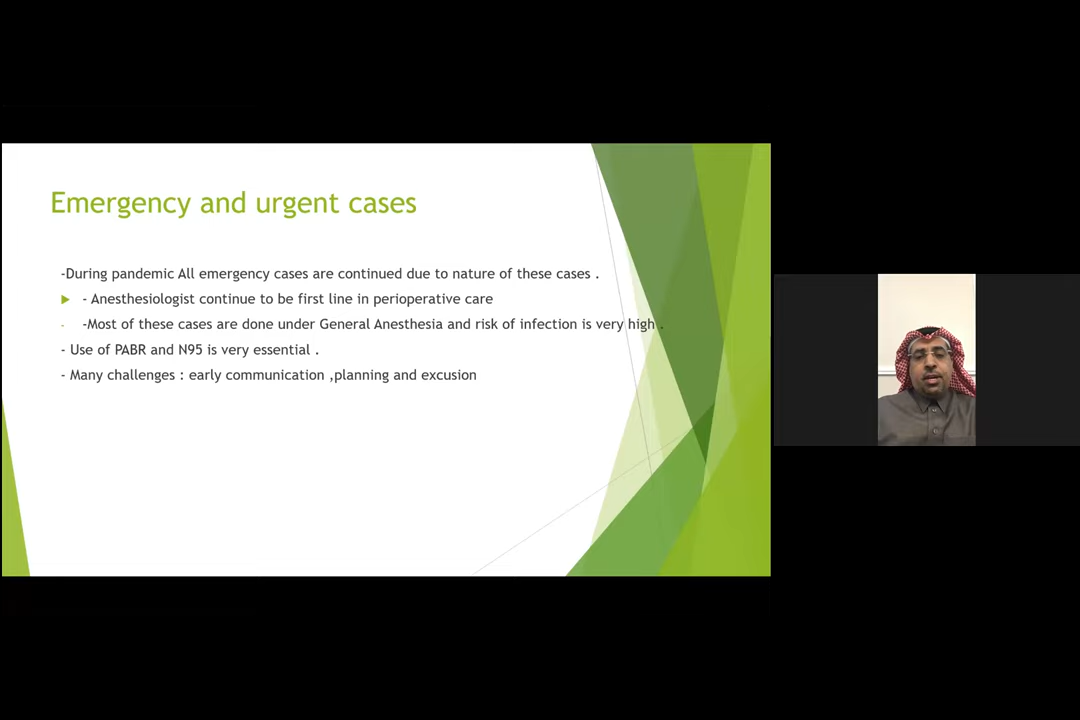 Emergency and urgent cases
-During pandemic All emergency cases are continued due to nature of these cases .
- Anesthesiologist continue to be first line in perioperative care
- -Most of these cases are done under General Anesthesia and risk of infection is very high .
- Use of PABR and N95 is very essential .
- Many challenges : early communication ,planning and excusion